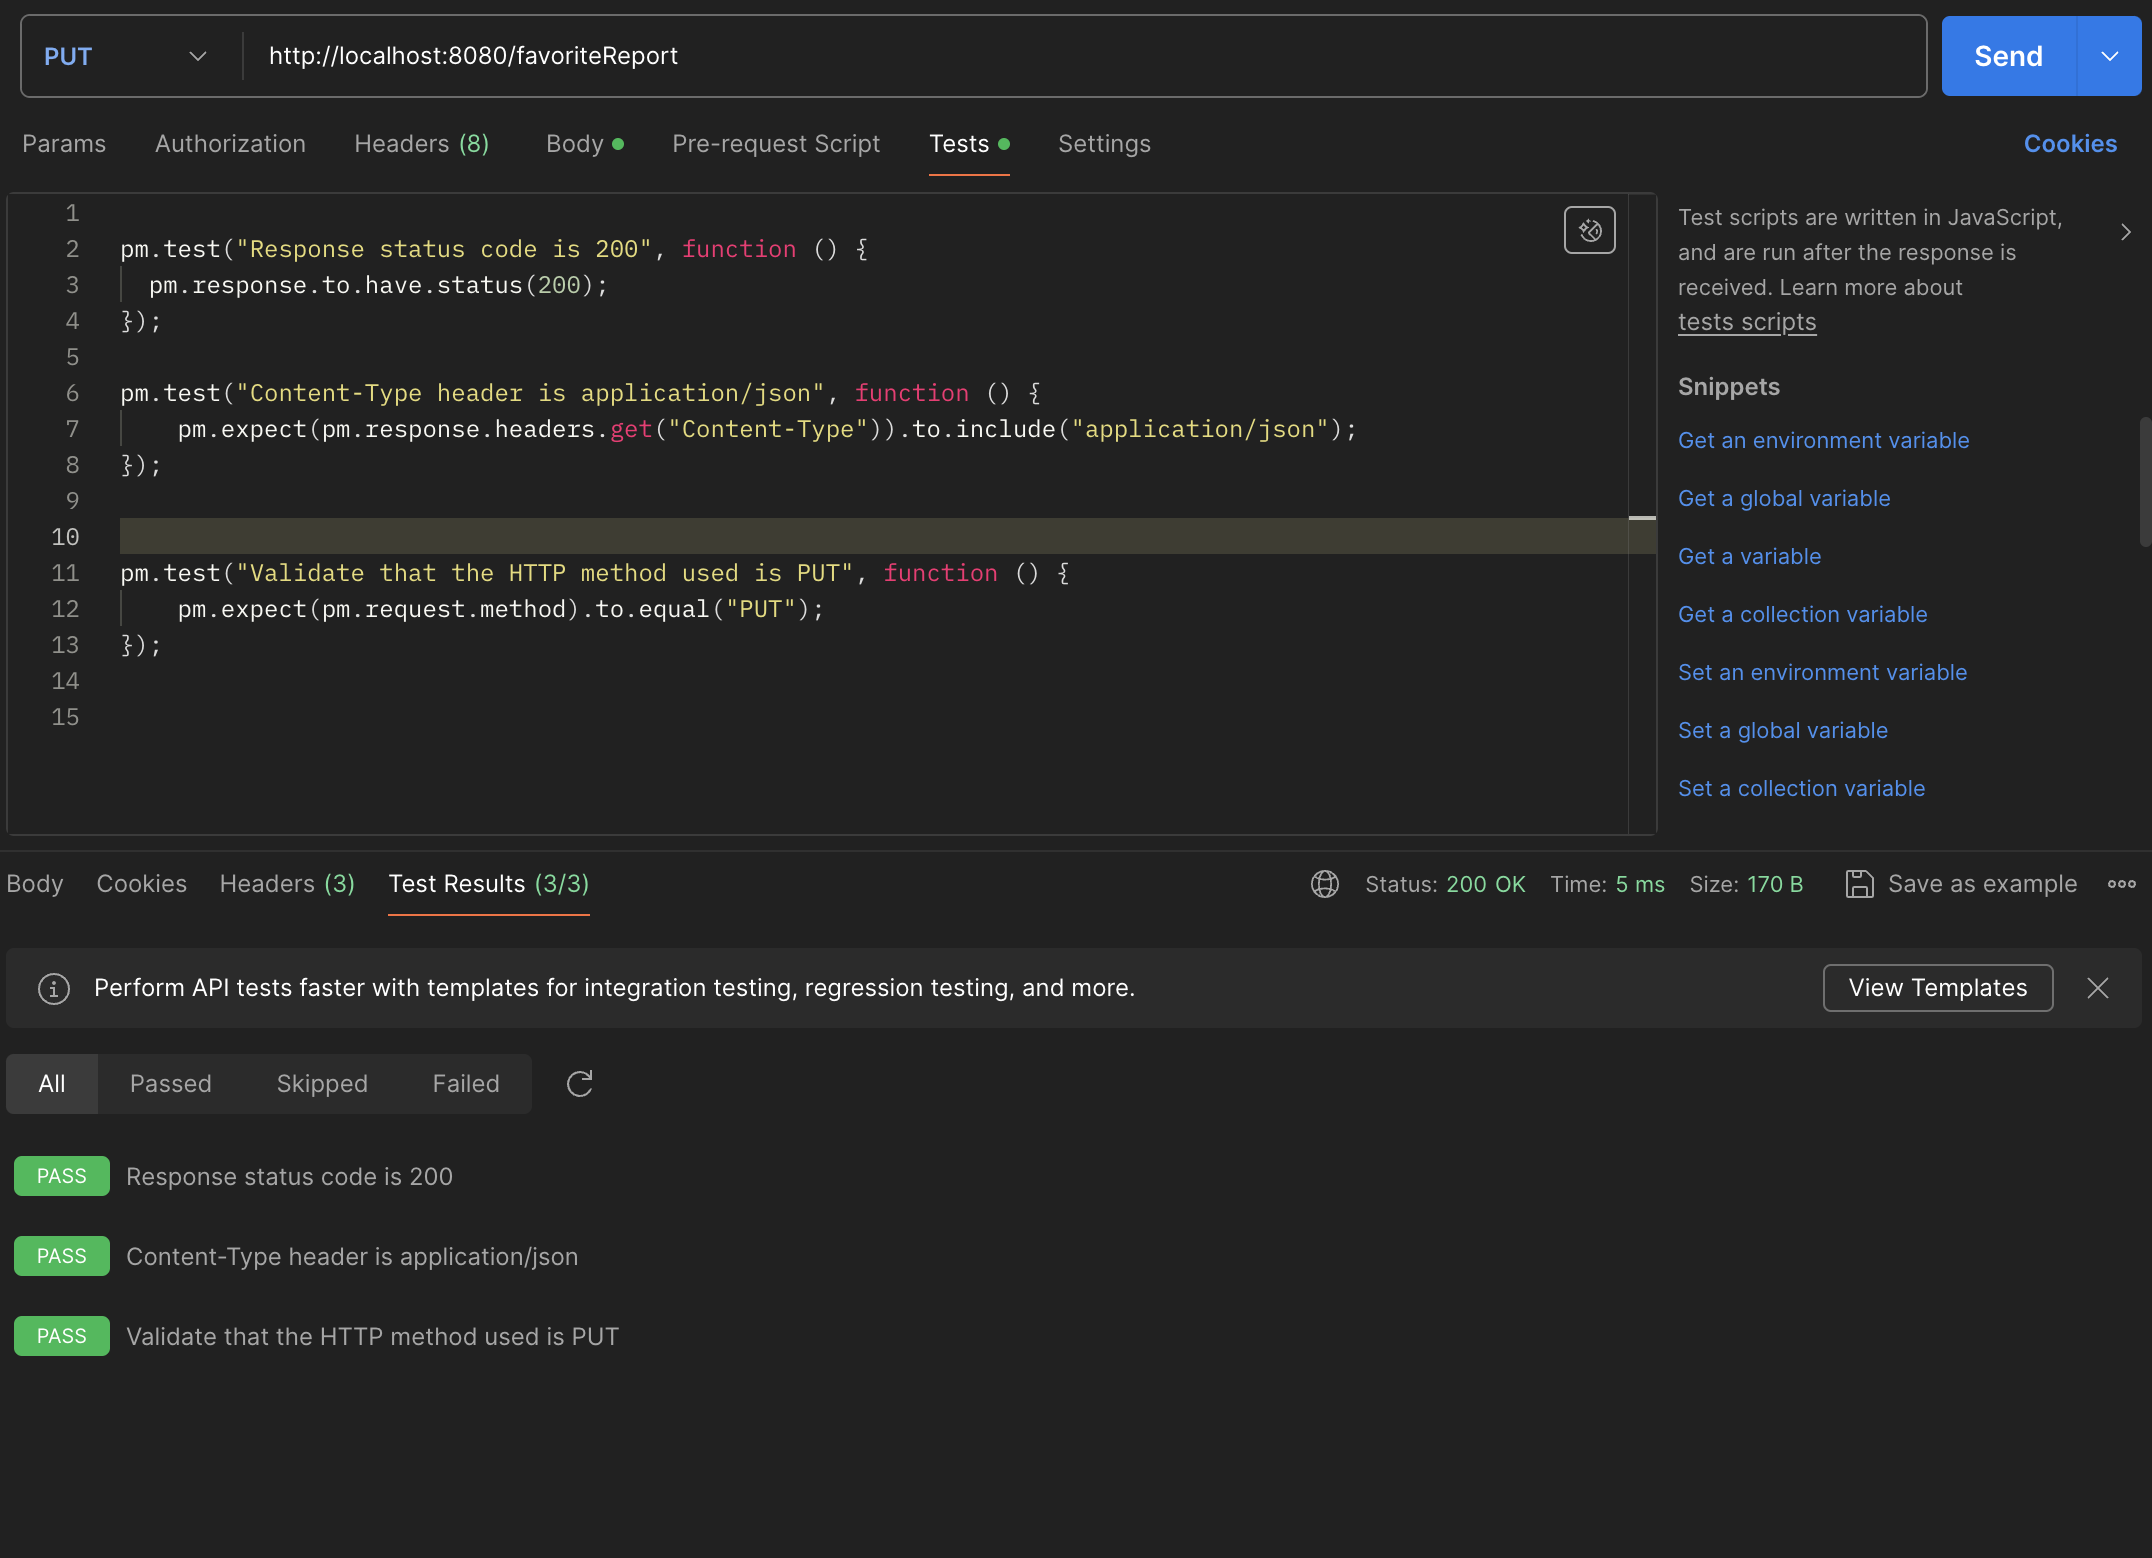 PUT http://localhost:8080/favoriteReport Send
Params Authorization Headers (8) Body Pre-request Script Tests Settings Cookies
1
2 pm.test("Response status code is 200", function () {
3 pm.response.to.have.status(200);
4 });
5
6 pm.test("Content-Type header is application/json", function () {
7 pm.expect(pm.response.headers.get("Content-Type")).to.include("application/json");
8 });
9
10
11 pm.test("Validate that the HTTP method used is PUT", function () {
12 pm.expect(pm.request.method).to.equal("PUT");
13 });
14
15
Test scripts are written in JavaScript,
and are run after the response is
received. Learn more about
tests scripts
Snippets
Get an environment variable
Get a global variable
Get a variable
Get a collection variable
Set an environment variable
Set a global variable
Set a collection variable
Body Cookies Headers (3) Test Results (3/3) Status: 200 OK Time: 5 ms Size: 170 B Save as example
Perform API tests faster with templates for integration testing, regression testing, and more. View Templates
All Passed Skipped Failed
PASS Response status code is 200
PASS Content-Type header is application/json
PASS Validate that the HTTP method used is PUT